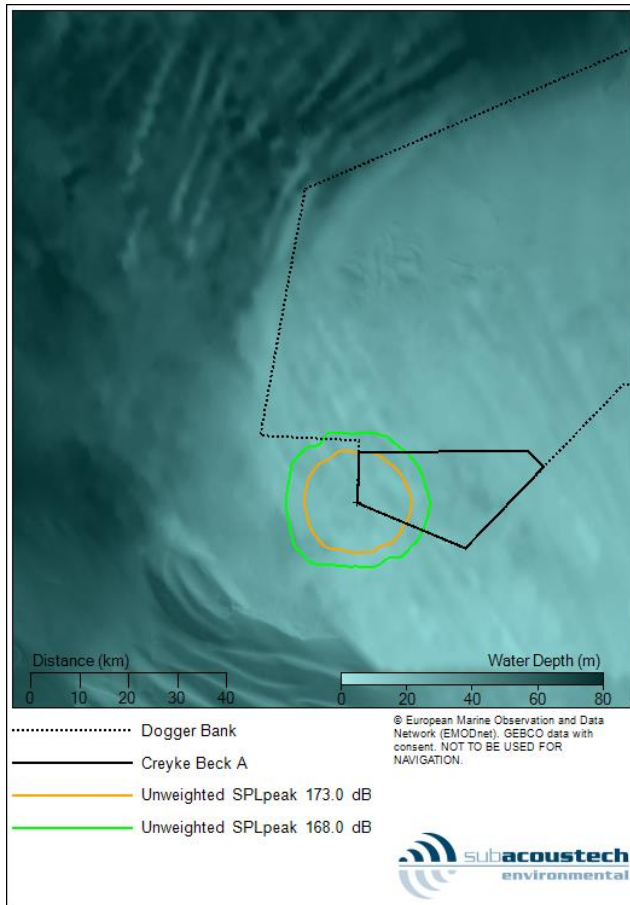 Distance (km)
0 10 20 30 40
Water Depth (m)
0 20 40 60 80
Dogger Bank
Creyke Beck A
Unweighted SPLpeak 173.0 dB
Unweighted SPLpeak 168.0 dB
© European Marine Observation and Data
Network (EMODnet). GEBCO data with
consent. NOT TO BE USED FOR
NAVIGATION.
subacoustech
environmental